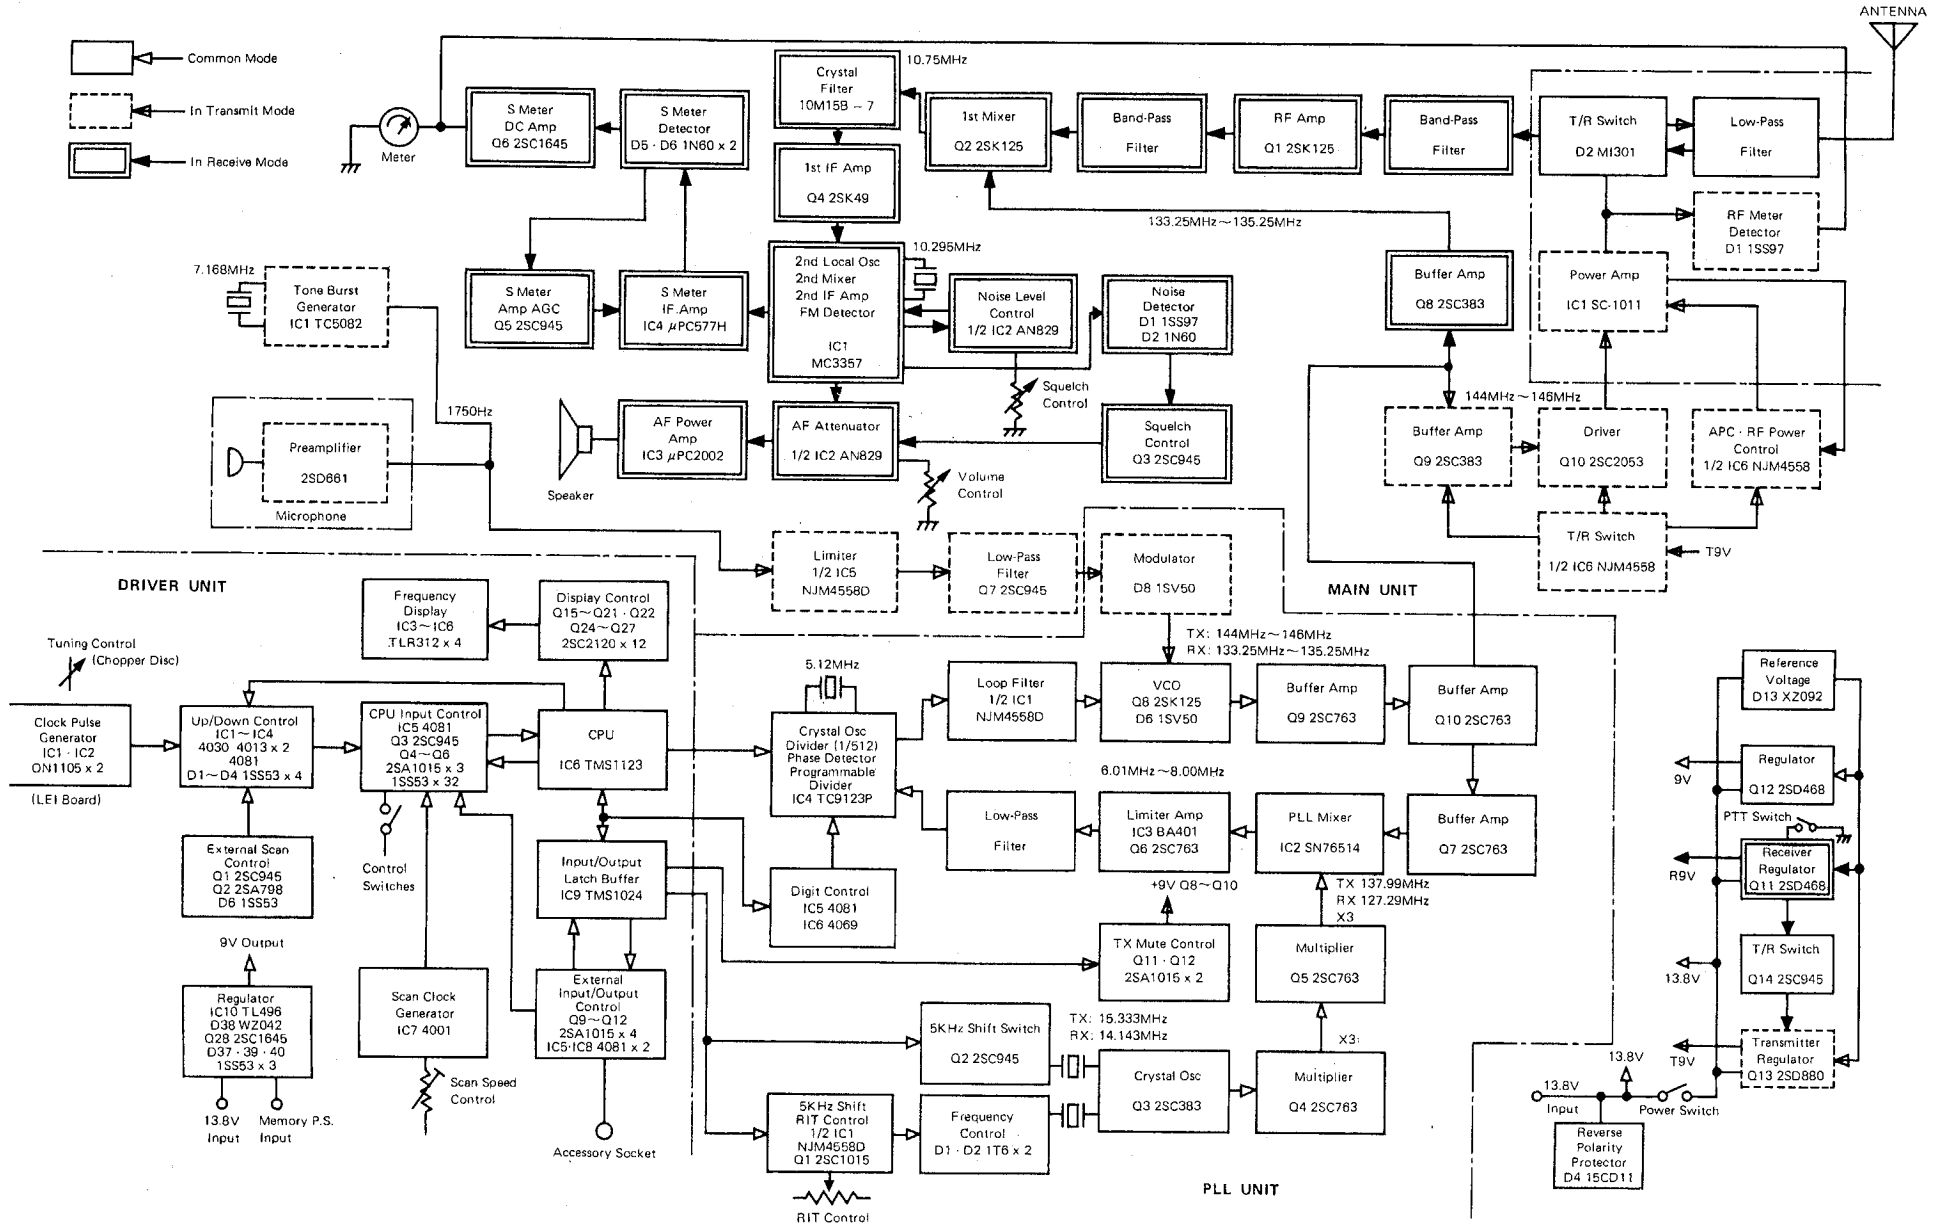 ANTENNA
Common Mode
In Transmit Mode
In Receive Mode
Meter
S Meter
DC Amp
Q6 2SC1645
S Meter
Detector
D5 · D6 1N60 x 2
Crystal
Filter
10M15B - 7
10.75MHz
1st Mixer
Q2 2SK125
Band-Pass
Filter
RF Amp
Q1 2SK125
Band-Pass
Filter
T/R Switch
D2 MI301
Low-Pass
Filter
1st IF Amp
Q4 2SK49
133.25MHz~135.25MHz
RF Meter
Detector
D1 1SS97
7.168MHz
Tone Burst
Generator
IC1 TC5082
S Meter
Amp AGC
Q5 2SC945
S Meter
IF.Amp
IC4 μPC577H
2nd Local Osc
2nd Mixer
2nd IF Amp
FM Detector
IC1
MC3357
10.295MHz
Noise Level
Control
1/2 IC2 AN829
Noise
Detector
D1 1SS97
D2 1N60
Buffer Amp
Q8 2SC383
Power Amp
IC1 SC-1011
Squelch
Control
144MHz~146MHz
1750Hz
Preamplifier
2SD661
Microphone
Speaker
AF Power
Amp
IC3 μPC2002
AF Attenuator
1/2 IC2 AN829
Volume
Control
Squelch
Control
Q3 2SC945
Buffer Amp
Q9 2SC383
Driver
Q10 2SC2053
APC · RF Power
Control
1/2 IC6 NJM4558
T/R Switch
1/2 IC6 NJM4558
T9V
Limiter
1/2 IC5
NJM4558D
Low-Pass
Filter
Q7 2SC945
Modulator
D8 1SV50
MAIN UNIT
DRIVER UNIT
Frequency
Display
IC3~IC6
TLR312 x 4
Display Control
Q15~Q21 · Q22
Q24~Q27
2SC2120 x 12
TX: 144MHz~146MHz
RX: 133.25MHz~135.25MHz
Tuning Control
(Chopper Disc)
Clock Pulse
Generator
IC1 · IC2
ON1105 x 2
(LEI Board)
Up/Down Control
IC1~IC4
4030 4013 x 2
4081
D1~D4 1SS53 x 4
CPU Input Control
IC5 4081
Q3 2SC945
Q4~Q6
2SA1015 x 3
1SS53 x 32
CPU
IC6 TMS1123
5.12MHz
Crystal Osc
Divider (1/512)
Phase Detector
Programmable
Divider
IC4 TC9123P
Loop Filter
1/2 IC1
NJM4558D
VCO
Q8 2SK125
D6 1SV50
Buffer Amp
Q9 2SC763
Buffer Amp
Q10 2SC763
Reference
Voltage
D13 XZ092
6.01MHz~8.00MHz
Low-Pass
Filter
Limiter Amp
IC3 BA401
Q6 2SC763
PLL Mixer
IC2 SN76514
Buffer Amp
Q7 2SC763
9V
Regulator
Q12 2SD468
PTT Switch
R9V
Receiver
Regulator
Q11 2SD468
External Scan
Control
Q1 2SC945
Q2 2SA798
D6 1SS53
Control
Switches
Input/Output
Latch Buffer
IC9 TMS1024
Digit Control
IC5 4081
IC6 4069
+9V Q8~Q10
TX 137.99MHz
RX 127.29MHz
X3
TX Mute Control
Q11 · Q12
2SA1015 x 2
Multiplier
Q5 2SC763
13.8V
T/R Switch
Q14 2SC945
9V Output
Regulator
IC10 TL496
D38 WZ042
Q28 2SC1645
D37 · 39 · 40
1SS53 x 3
13.8V
Input
Memory P.S.
Input
Scan Clock
Generator
IC7 4001
Scan Speed
Control
External
Input/Output
Control
Q9~Q12
2SA1015 x 4
IC5·IC8 4081 x 2
Accessory Socket
5KHz Shift Switch
Q2 2SC945
TX: 15.333MHz
RX: 14.143MHz
X3
Crystal Osc
Q3 2SC383
Multiplier
Q4 2SC763
T9V
Transmitter
Regulator
Q13 2SD880
13.8V
13.8V
Input
Power Switch
5KHz Shift
RIT Control
1/2 IC1
NJM4558D
Q1 2SC1015
Frequency
Control
D1 · D2 1T6 x 2
RIT Control
Reverse
Polarity
Protector
D4 15CD11
PLL UNIT